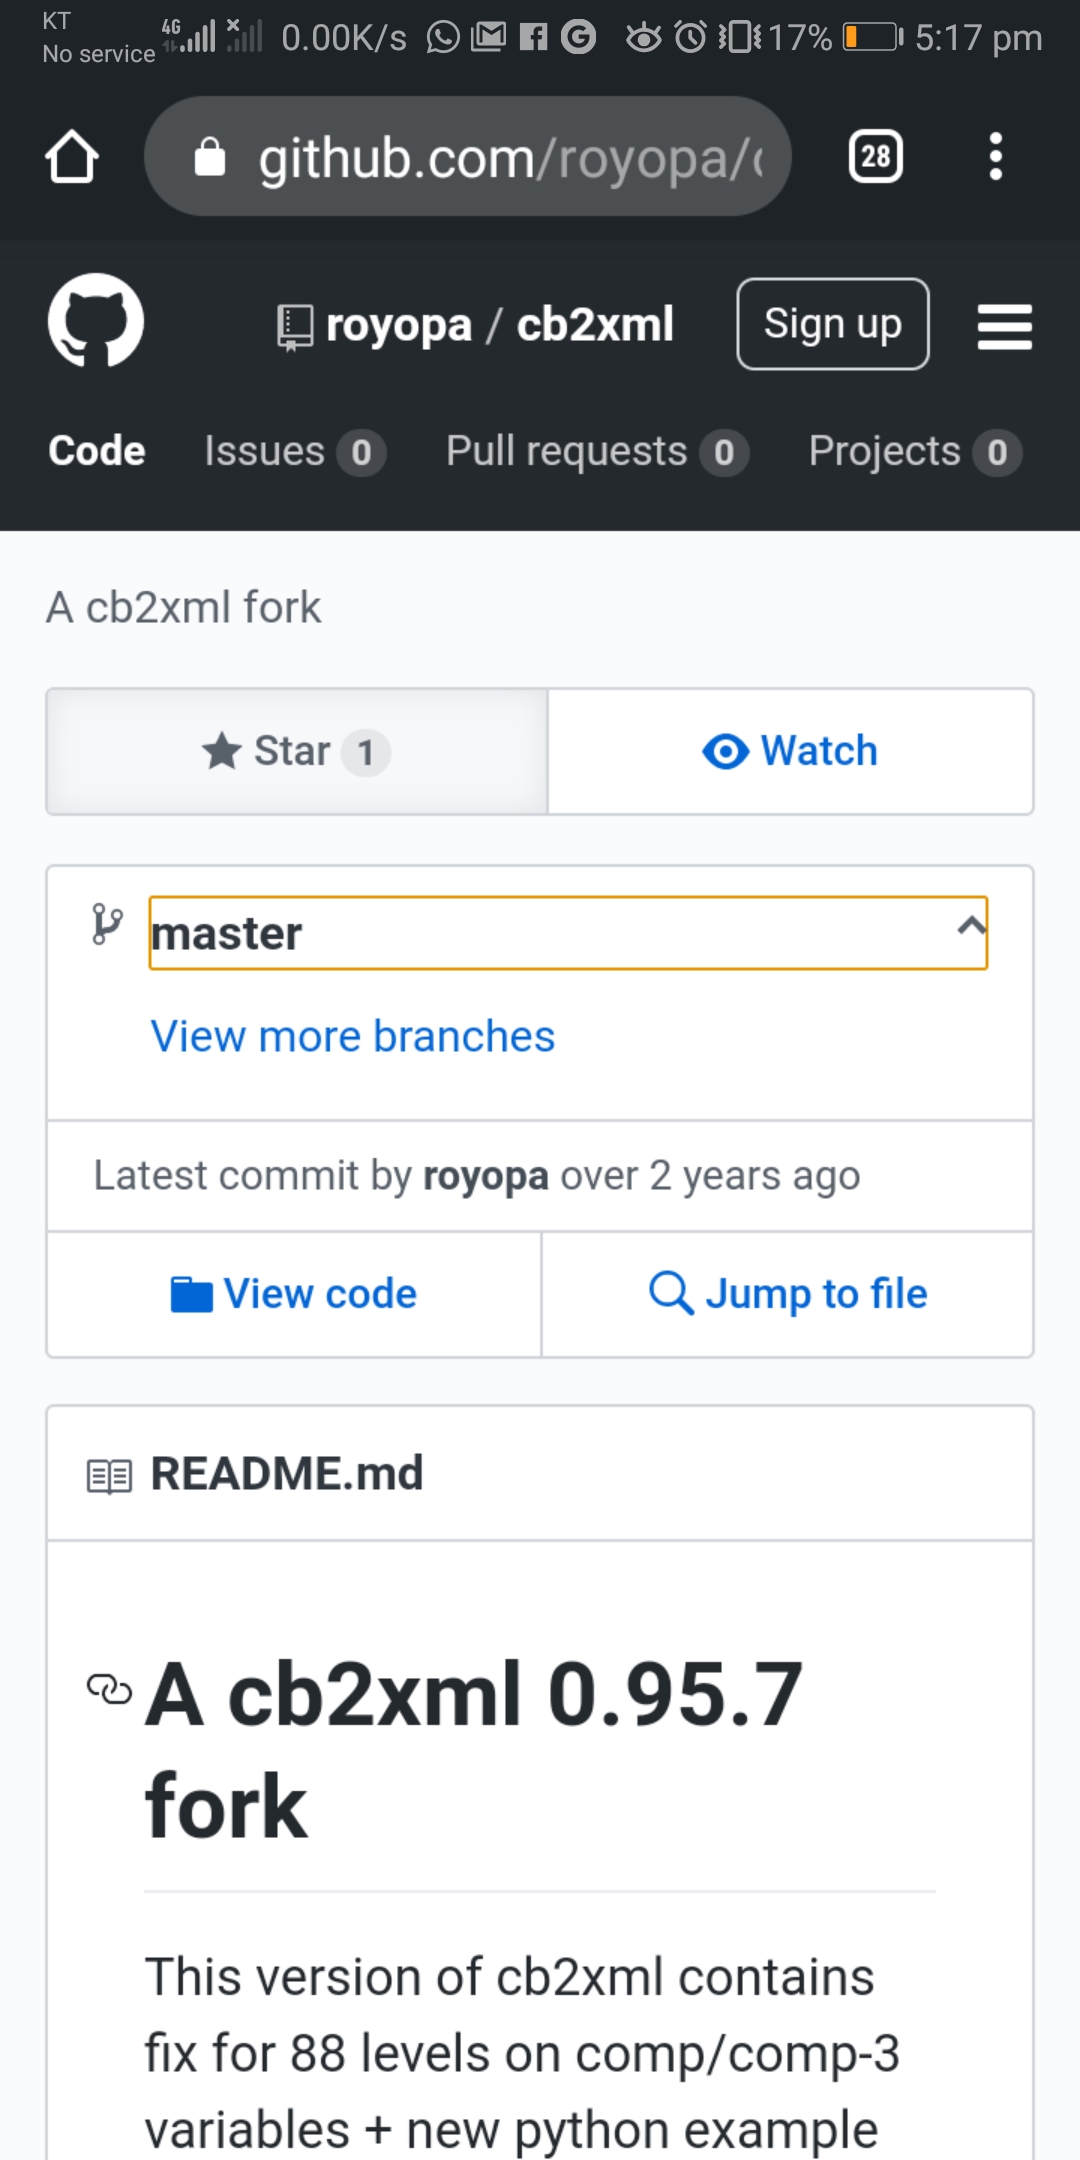 KT
No service
4G
0.00K/s
17%
5:17 pm
github.com/royopa/
28
royopa / cb2xml
Sign up
Code
Issues 0
Pull requests 0
Projects 0
A cb2xml fork
Star 1
Watch
master
View more branches
Latest commit by royopa over 2 years ago
View code
Jump to file
README.md
A cb2xml 0.95.7
fork
This version of cb2xml contains
fix for 88 levels on comp/comp-3
variables + new python example